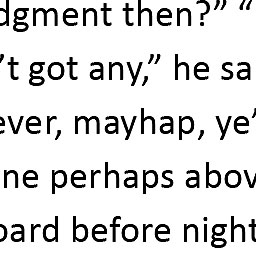 dgment then?” “
’t got any,” he sa
ever, mayhap, ye’
ne perhaps abov
oard before night